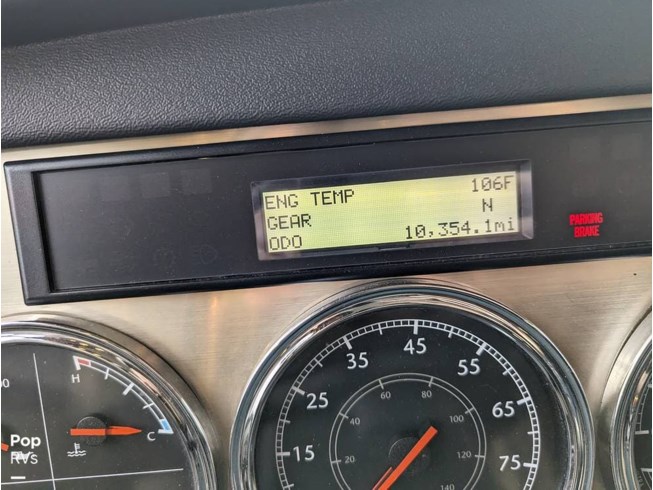 ENG TEMP 106F
GEAR N
ODO 10,354.1mi
PARKING
BRAKE
45
35 55
25 65
15 75
60 80
40 100
20 120
140
H
C
Pop
RVs